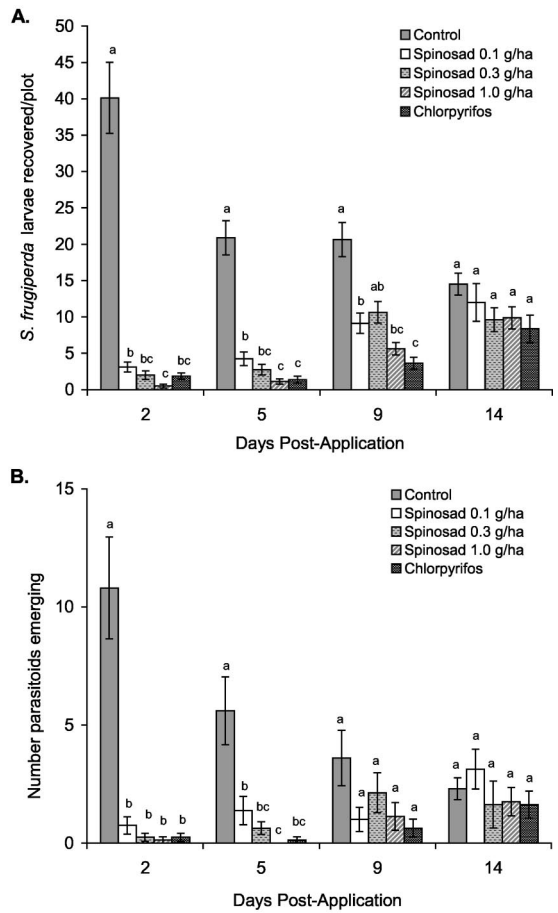 A.
Control
Spinosad 0.1 g/ha
Spinosad 0.3 g/ha
Spinosad 1.0 g/ha
Chlorpyrifos
S. frugiperda larvae recovered/plot
50
45
40
35
30
25
20
15
10
5
0
a
b
bc
c
bc
a
b
bc
c
c
a
b
ab
bc
c
a
a
a
a
a
2 5 9 14
Days Post-Application
B.
Control
Spinosad 0.1 g/ha
Spinosad 0.3 g/ha
Spinosad 1.0 g/ha
Chlorpyrifos
Number parasitoids emerging
15
10
5
0
a
b
b
b
b
a
b
bc
c
bc
a
a
a
a
a
a
a
a
a
a
2 5 9 14
Days Post-Application